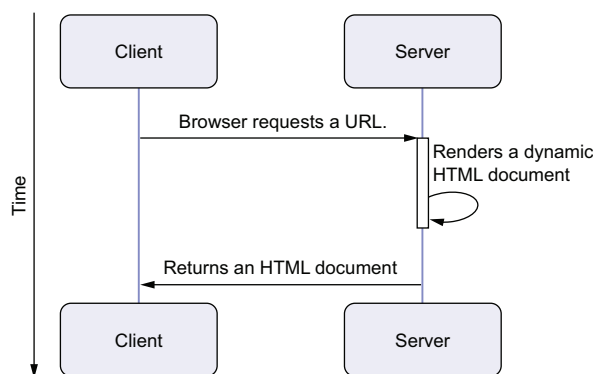 Client
Server
Browser requests a URL.
Renders a dynamic
HTML document
Time
Returns an HTML document
Client
Server